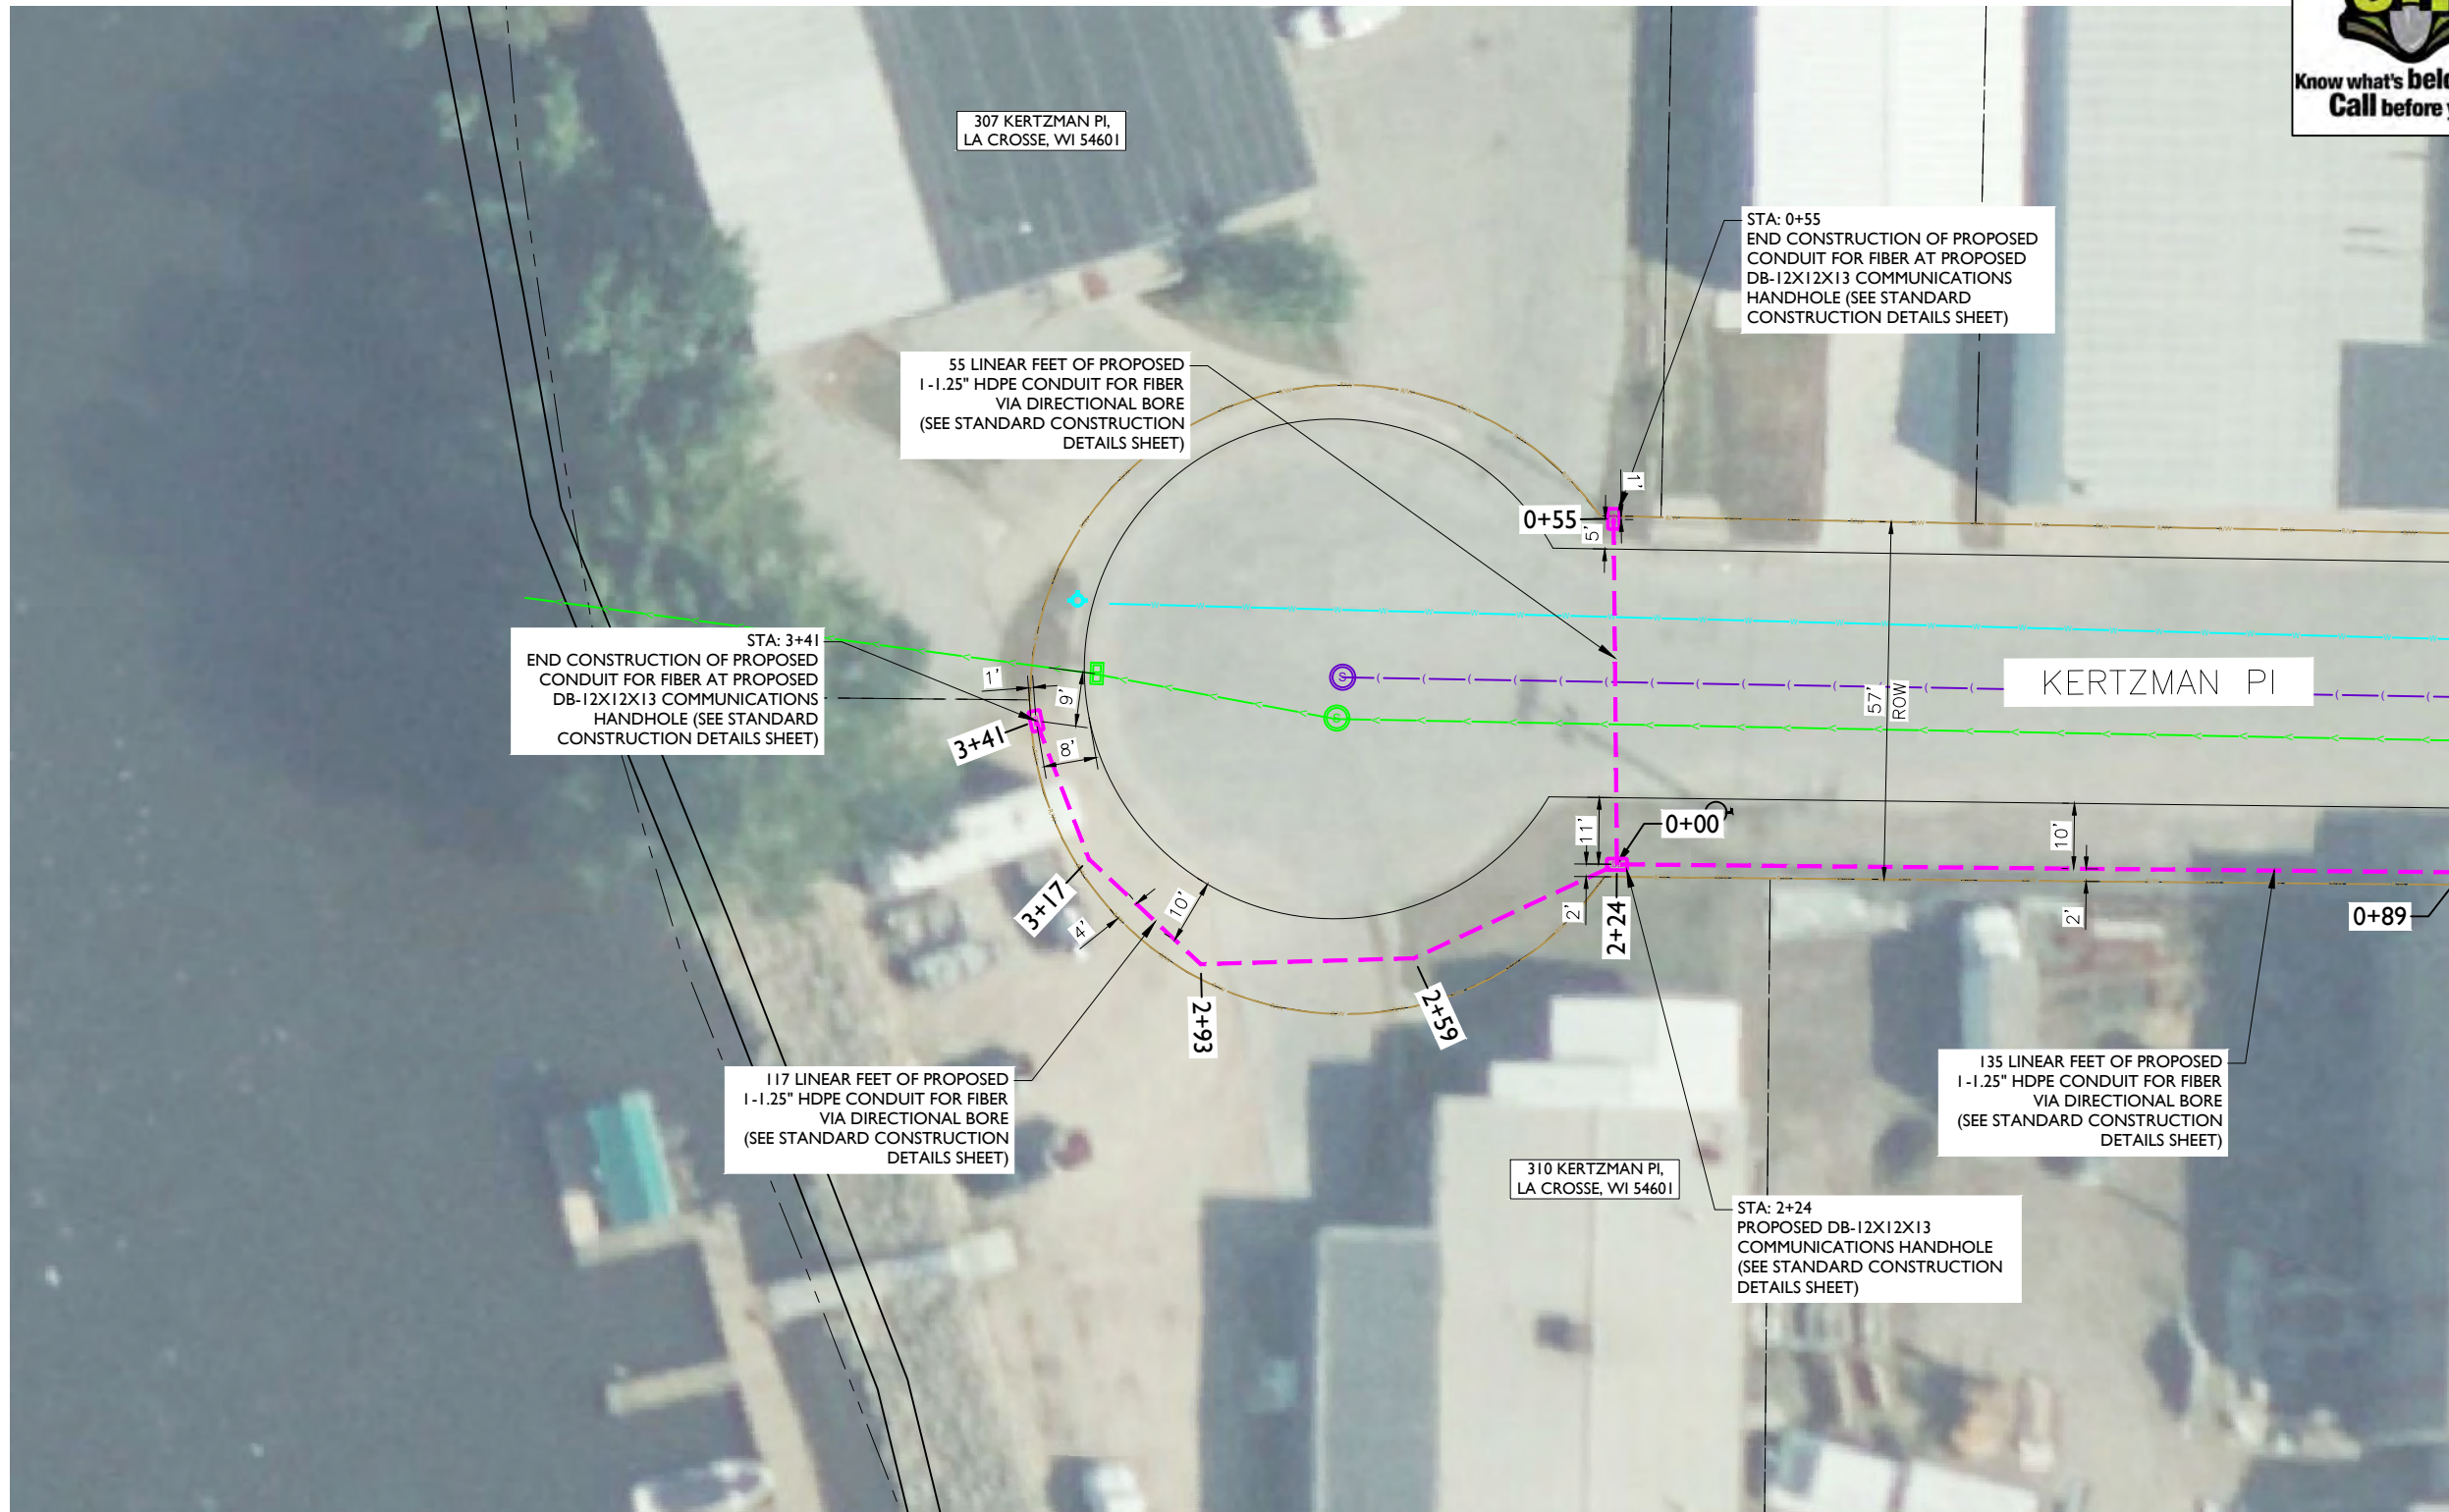 Know what's
Call before
307 KERTZMAN PI,
LA CROSSE, WI 54601
STA: 0+55
END CONSTRUCTION OF PROPOSED
CONDUIT FOR FIBER AT PROPOSED
DB-12X12X13 COMMUNICATIONS
HANDHOLE (SEE STANDARD
CONSTRUCTION DETAILS SHEET)
55 LINEAR FEET OF PROPOSED
1-1.25" HDPE CONDUIT FOR FIBER
VIA DIRECTIONAL BORE
(SEE STANDARD CONSTRUCTION
DETAILS SHEET)
1'
0+55
5'
STA: 3+41
END CONSTRUCTION OF PROPOSED
CONDUIT FOR FIBER AT PROPOSED
DB-12X12X13 COMMUNICATIONS
HANDHOLE (SEE STANDARD
CONSTRUCTION DETAILS SHEET)
1'
9'
8'
3+41
S
S
57'
ROW
KERTZMAN PI
0+00
11'
10'
2'
2+24
2'
0+89
3+17
4'
10'
2+93
2+59
117 LINEAR FEET OF PROPOSED
1-1.25" HDPE CONDUIT FOR FIBER
VIA DIRECTIONAL BORE
(SEE STANDARD CONSTRUCTION
DETAILS SHEET)
135 LINEAR FEET OF PROPOSED
1-1.25" HDPE CONDUIT FOR FIBER
VIA DIRECTIONAL BORE
(SEE STANDARD CONSTRUCTION
DETAILS SHEET)
310 KERTZMAN PI,
LA CROSSE, WI 54601
STA: 2+24
PROPOSED DB-12X12X13
COMMUNICATIONS HANDHOLE
(SEE STANDARD CONSTRUCTION
DETAILS SHEET)